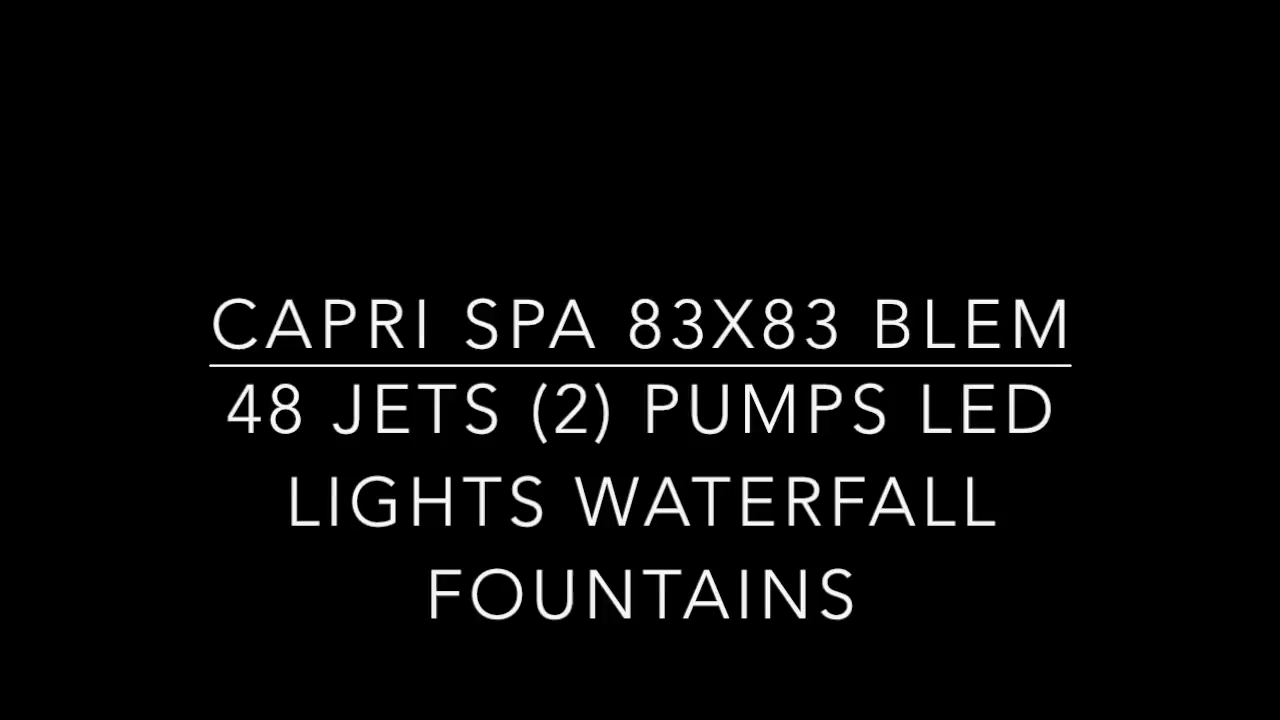 CAPRI SPA 83X83 BLEM
48 JETS (2) PUMPS LED
LIGHTS WATERFALL
FOUNTAINS